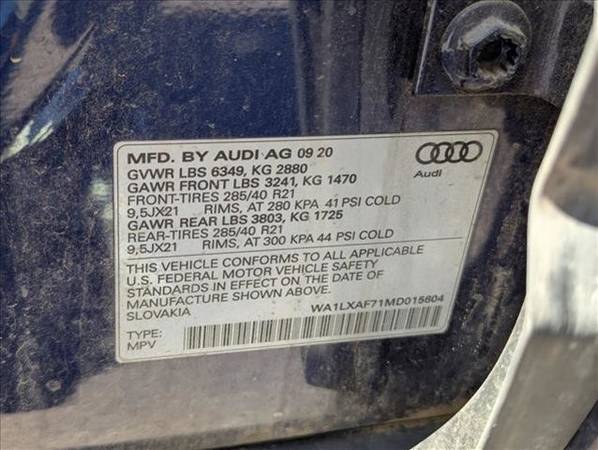 MFD. BY AUDI AG 09 20
GVWR LBS 6349, KG 2880
GAWR FRONT LBS 3241, KG 1470
FRONT-TIRES 285/40 R21
9,5JX21 RIMS, AT 280 KPA 41 PSI COLD
GAWR REAR LBS 3803, KG 1725
REAR-TIRES 285/40 R21
9,5JX21 RIMS, AT 300 KPA 44 PSI COLD
Audi
THIS VEHICLE CONFORMS TO ALL APPLICABLE
U.S. FEDERAL MOTOR VEHICLE SAFETY
STANDARDS IN EFFECT ON THE DATE OF
MANUFACTURE SHOWN ABOVE.
SLOVAKIA
WA1LXAF71MD015804
TYPE:
MPV